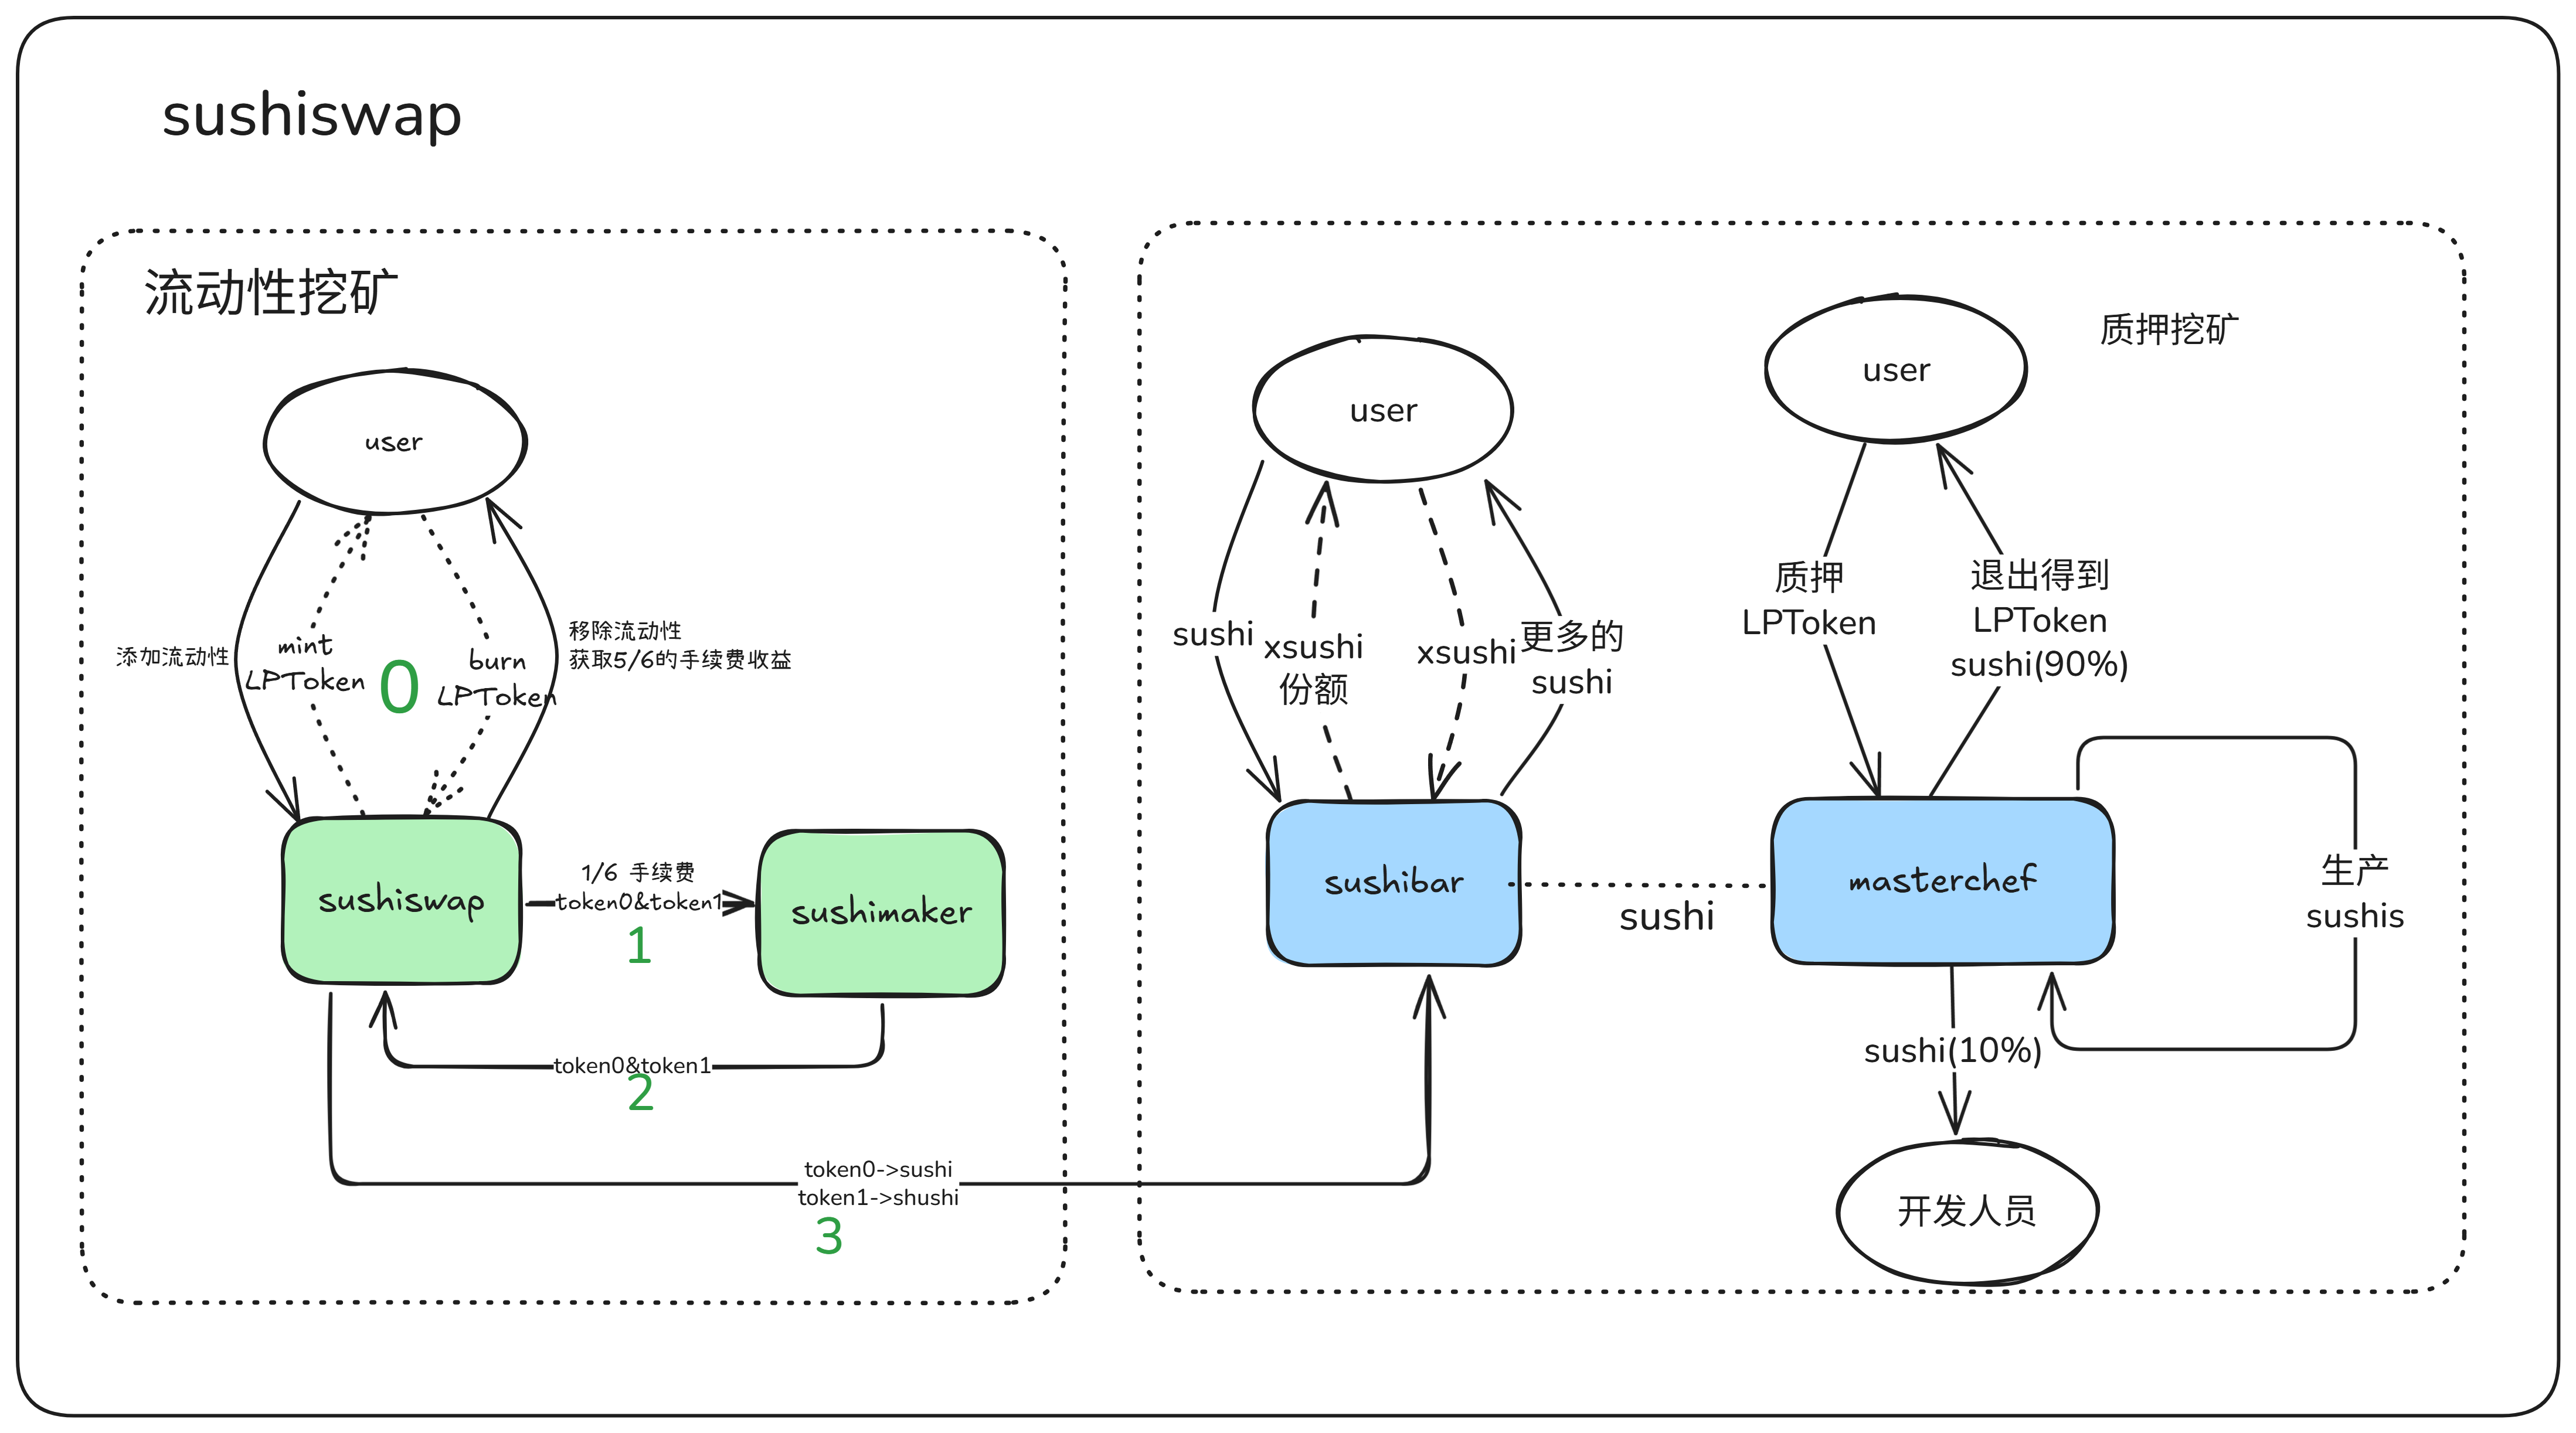 sushiswap
流动性挖矿
user
添加流动性
mint
LPToken
0
burn
LPToken
移除流动性
获取5/6的手续费收益
sushiswap
1/6 手续费
token0&token1
1
sushimaker
token0&token1
2
token0->sushi
token1->shushi
3
user
sushi
xsushi
份额
xsushi
更多的
sushi
sushibar
sushi
质押挖矿
user
质押
LPToken
退出得到
LPToken
sushi(90%)
masterchef
生产
sushis
sushi(10%)
开发人员